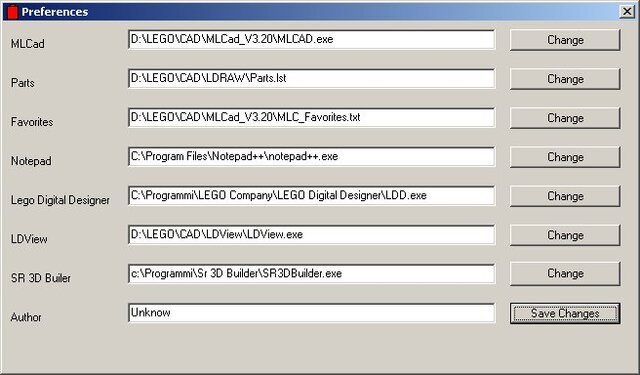 Preferences
MLCad D:\LEGO\CAD\MLCad_V3.20\MLCAD.exe Change
Parts D:\LEGO\CAD\LDRAW\Parts.lst Change
Favorites D:\LEGO\CAD\MLCad_V3.20\MLC_Favorites.txt Change
Notepad C:\Program Files\Notepad++\notepad++.exe Change
Lego Digital Designer C:\Programmi\LEGO Company\LEGO Digital Designer\LDD.exe Change
LDView D:\LEGO\CAD\LDView\LDView.exe Change
SR 3D Builer c:\Programmi\Sr 3D Builder\SR3DBuilder.exe Change
Author Unknow Save Changes